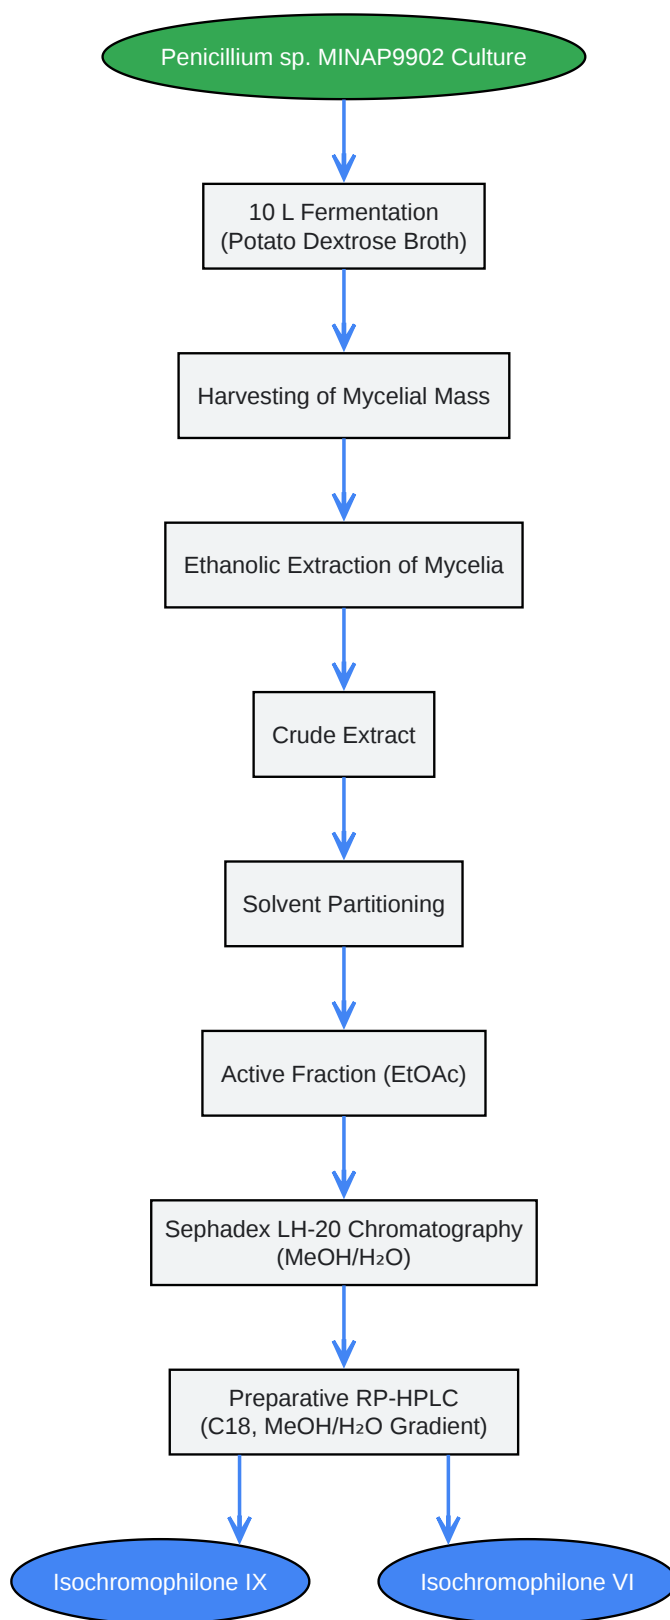 Penicillium sp. MINAP9902 Culture
10 L Fermentation
(Potato Dextrose Broth)
Harvesting of Mycelial Mass
Ethanolic Extraction of Mycelia
Crude Extract
Solvent Partitioning
Active Fraction (EtOAc)
Sephadex LH-20 Chromatography
(MeOH/H₂O)
Preparative RP-HPLC
(C18, MeOH/H₂O Gradient)
Isochromophilone IX
Isochromophilone VI